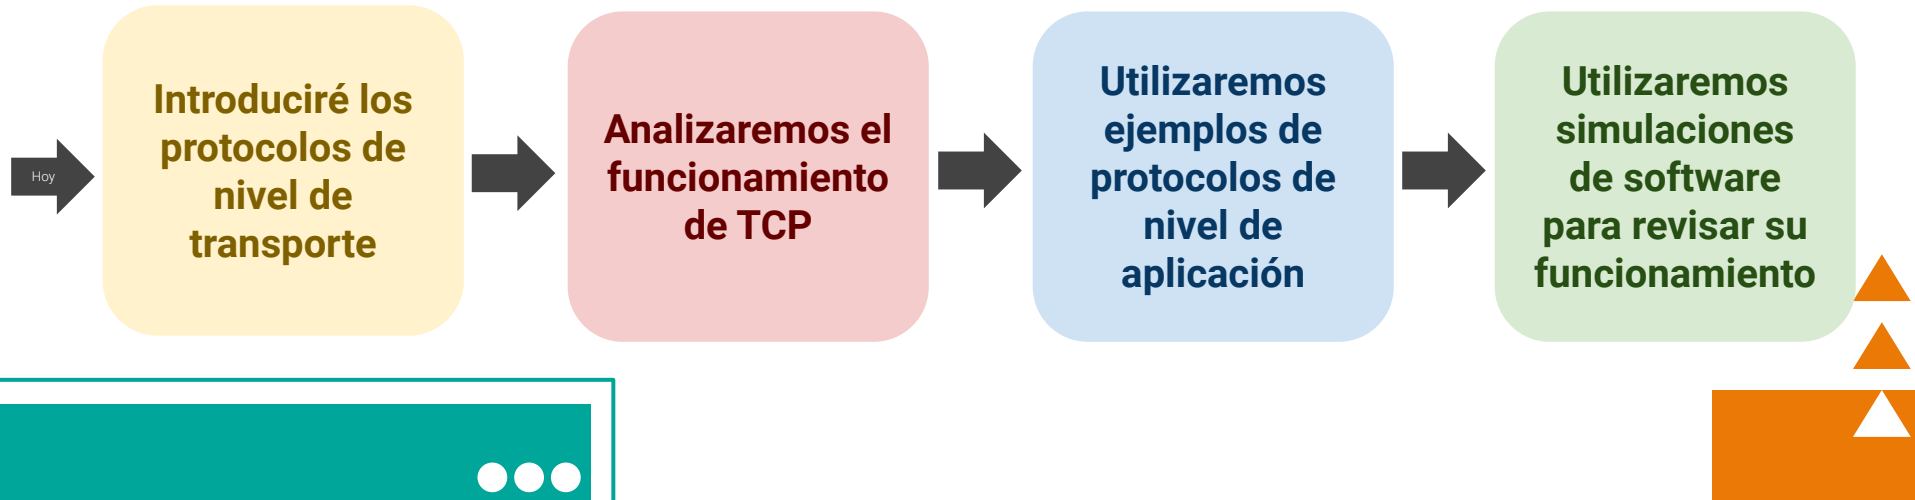 Hoy
Introduciré los
protocolos de
nivel de
transporte
Analizaremos el
funcionamiento
de TCP
Utilizaremos
ejemplos de
protocolos de
nivel de
aplicación
Utilizaremos
simulaciones
de software
para revisar su
funcionamiento